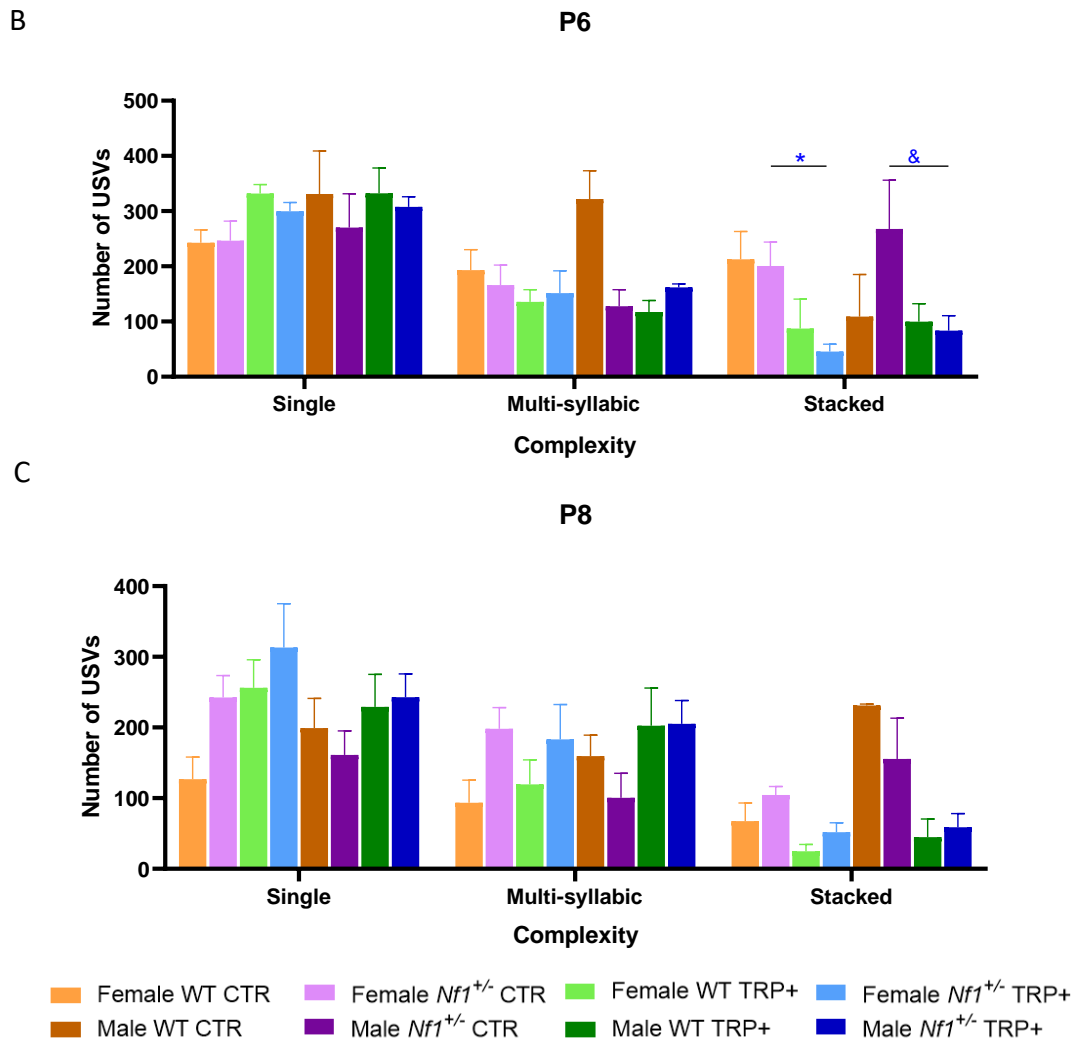 B
P6
Number of USVs
500
400
300
200
100
0
* &
Single Multi-syllabic Stacked
Complexity
C
P8
Number of USVs
400
300
200
100
0
Single Multi-syllabic Stacked
Complexity
Female WT CTR Female Nf1+/- CTR Female WT TRP+ Female Nf1+/- TRP+
Male WT CTR Male Nf1+/- CTR Male WT TRP+ Male Nf1+/- TRP+